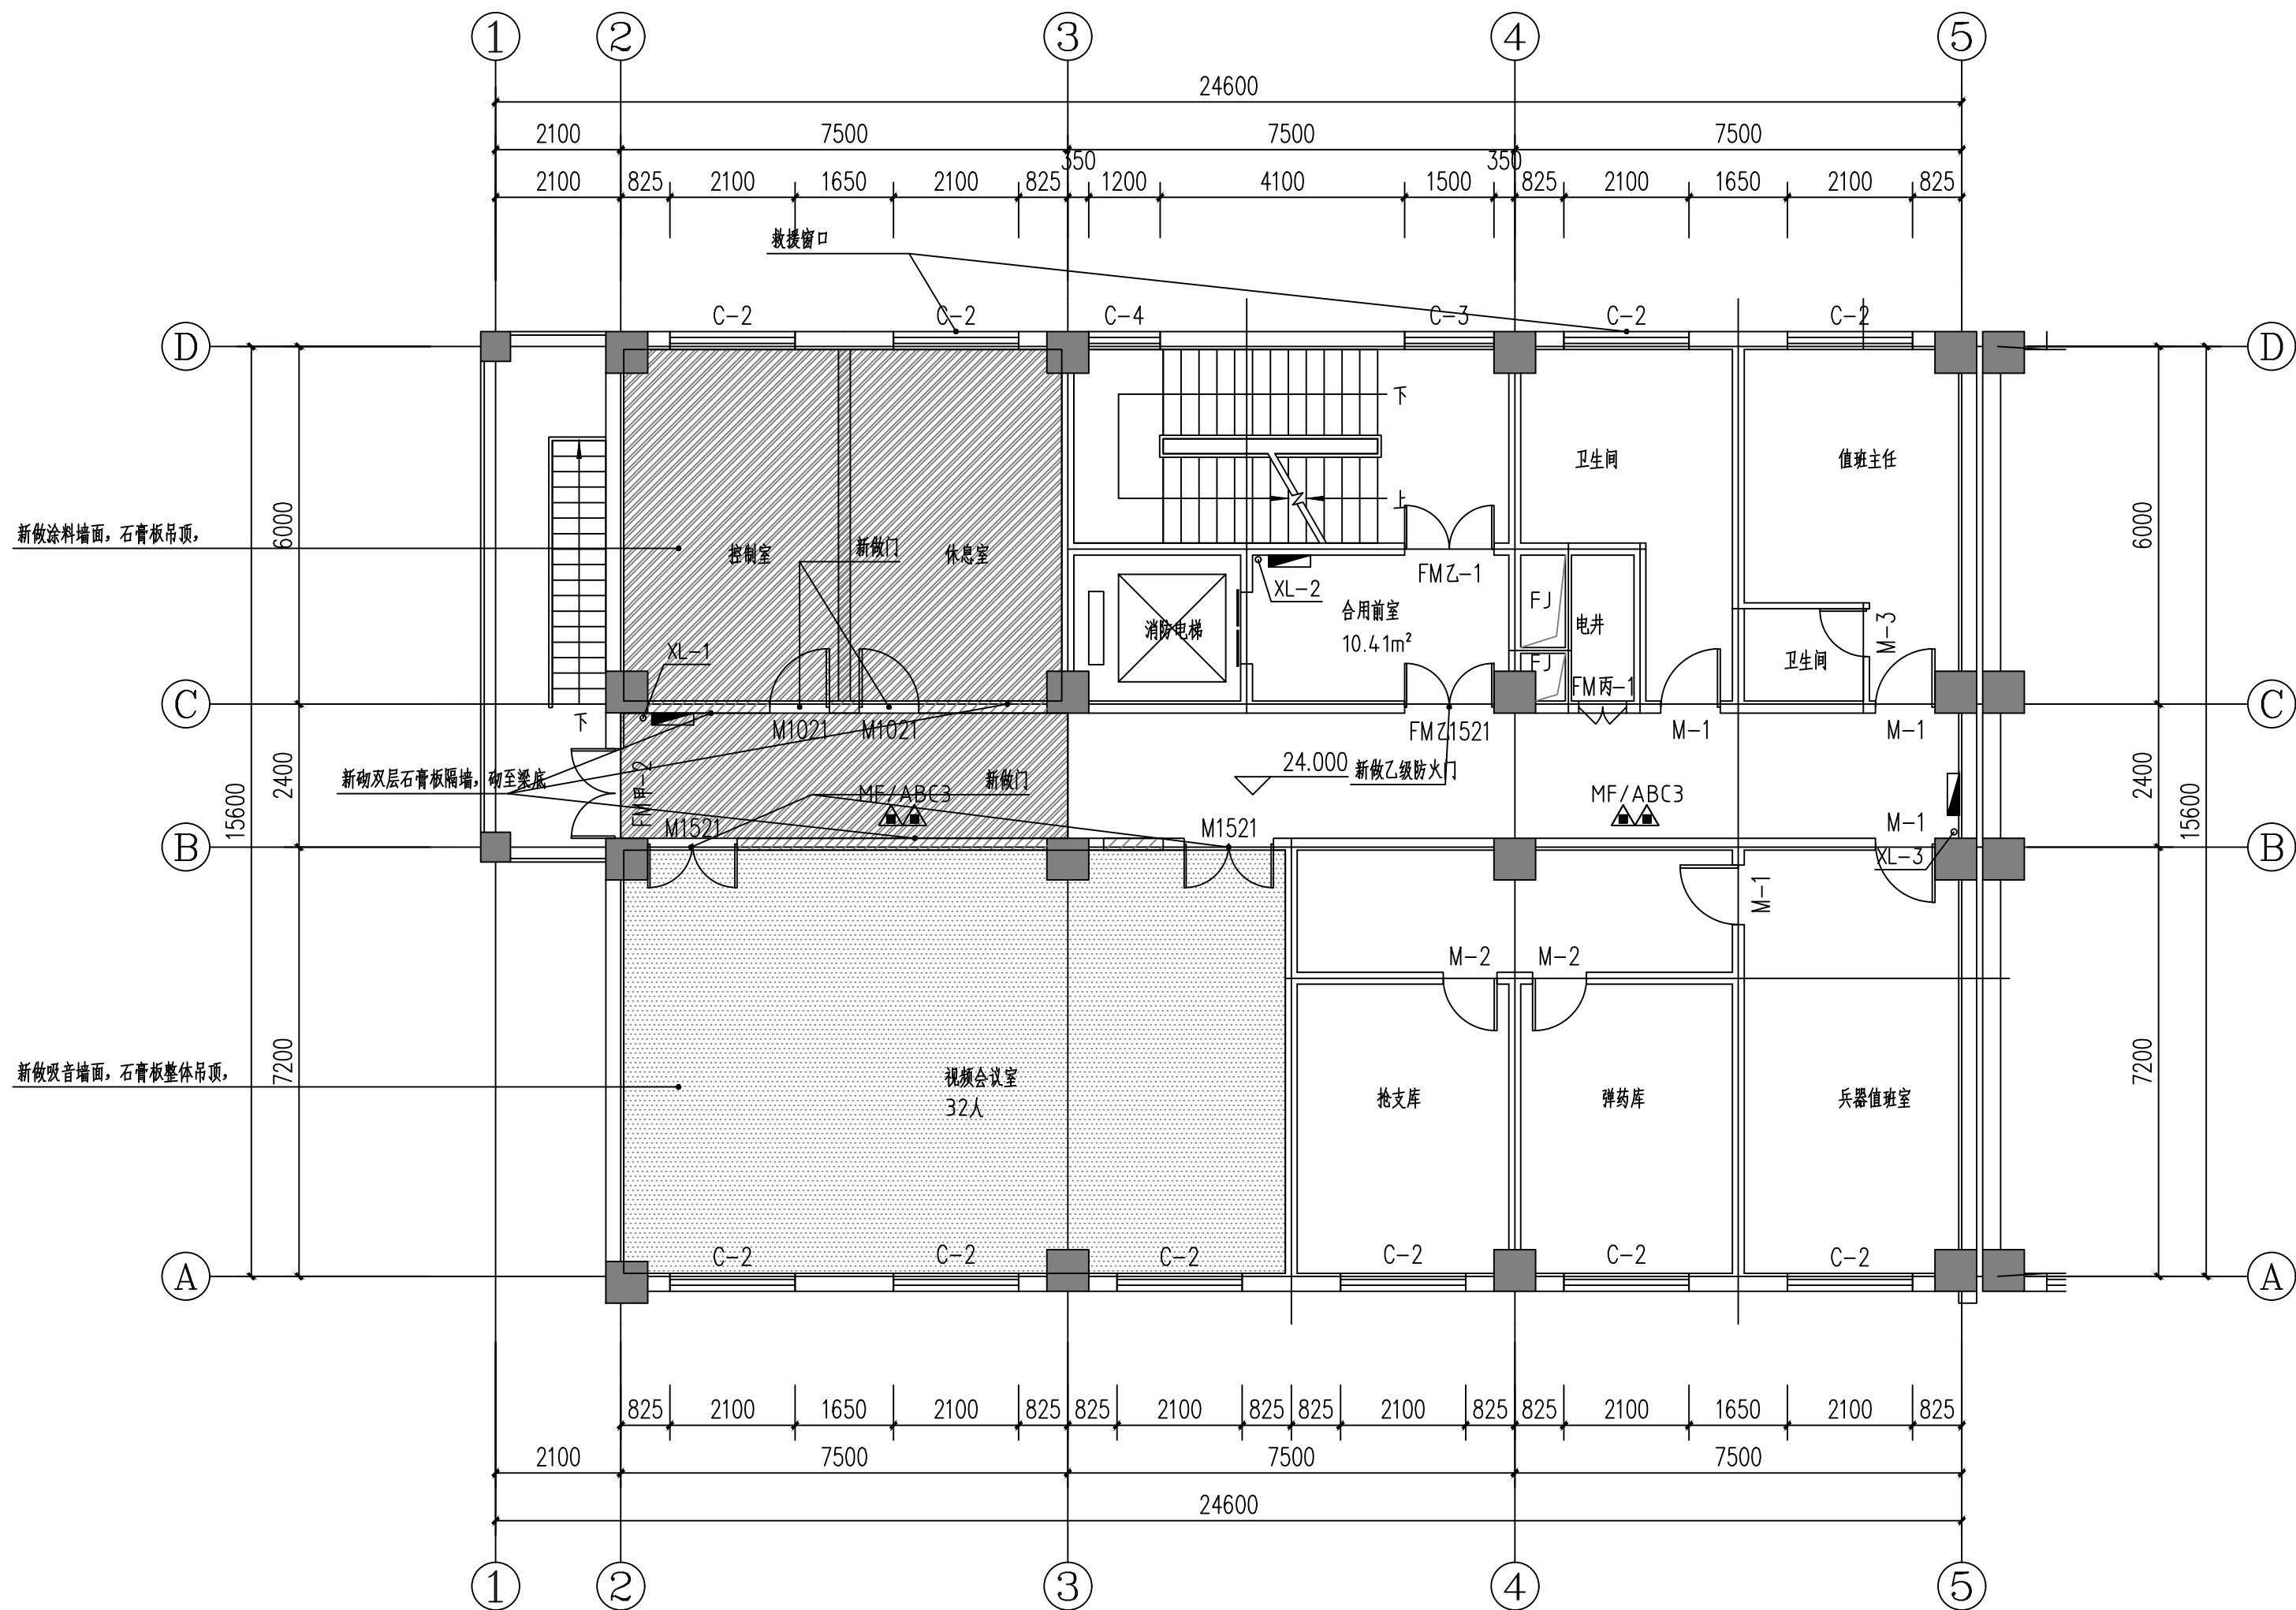 1 2 3 4 5
24600
2100 7500 7500 7500
350 350
2100 825 2100 1650 2100 825 1200 4100 1500 825 2100 1650 2100 825
救援窗口
C-2 C-2 C-4 C-3 C-2 C-2
D D
下
卫生间 值班主任
上
6000 6000
新做涂料墙面，石膏板吊顶，
控制室 新做门 休息室
FM乙-1
XL-2
合用前室
10.41m²
消防电梯
FJ 电井
M-3
XL-1
FJ 卫生间
FM丙-1
C C
下
M1021 M1021 FM乙1521 M-1 M-1
24.000 新做乙级防火门
新砌双层石膏板隔墙，砌至梁底
FM甲-2
新做门
2400 2400
15600 15600
MF/ABC3 MF/ABC3
M1521 M1521 M-1
B B
XL-3
M-1
M-2 M-2
7200 7200
新做吸音墙面，石膏板整体吊顶，
视频会议室
32人
抢支库 弹药库 兵器值班室
C-2 C-2 C-2 C-2 C-2 C-2
A A
825 2100 1650 2100 825 825 2100 825 825 2100 825 825 2100 1650 2100 825
2100 7500 7500 7500
24600
1 2 3 4 5